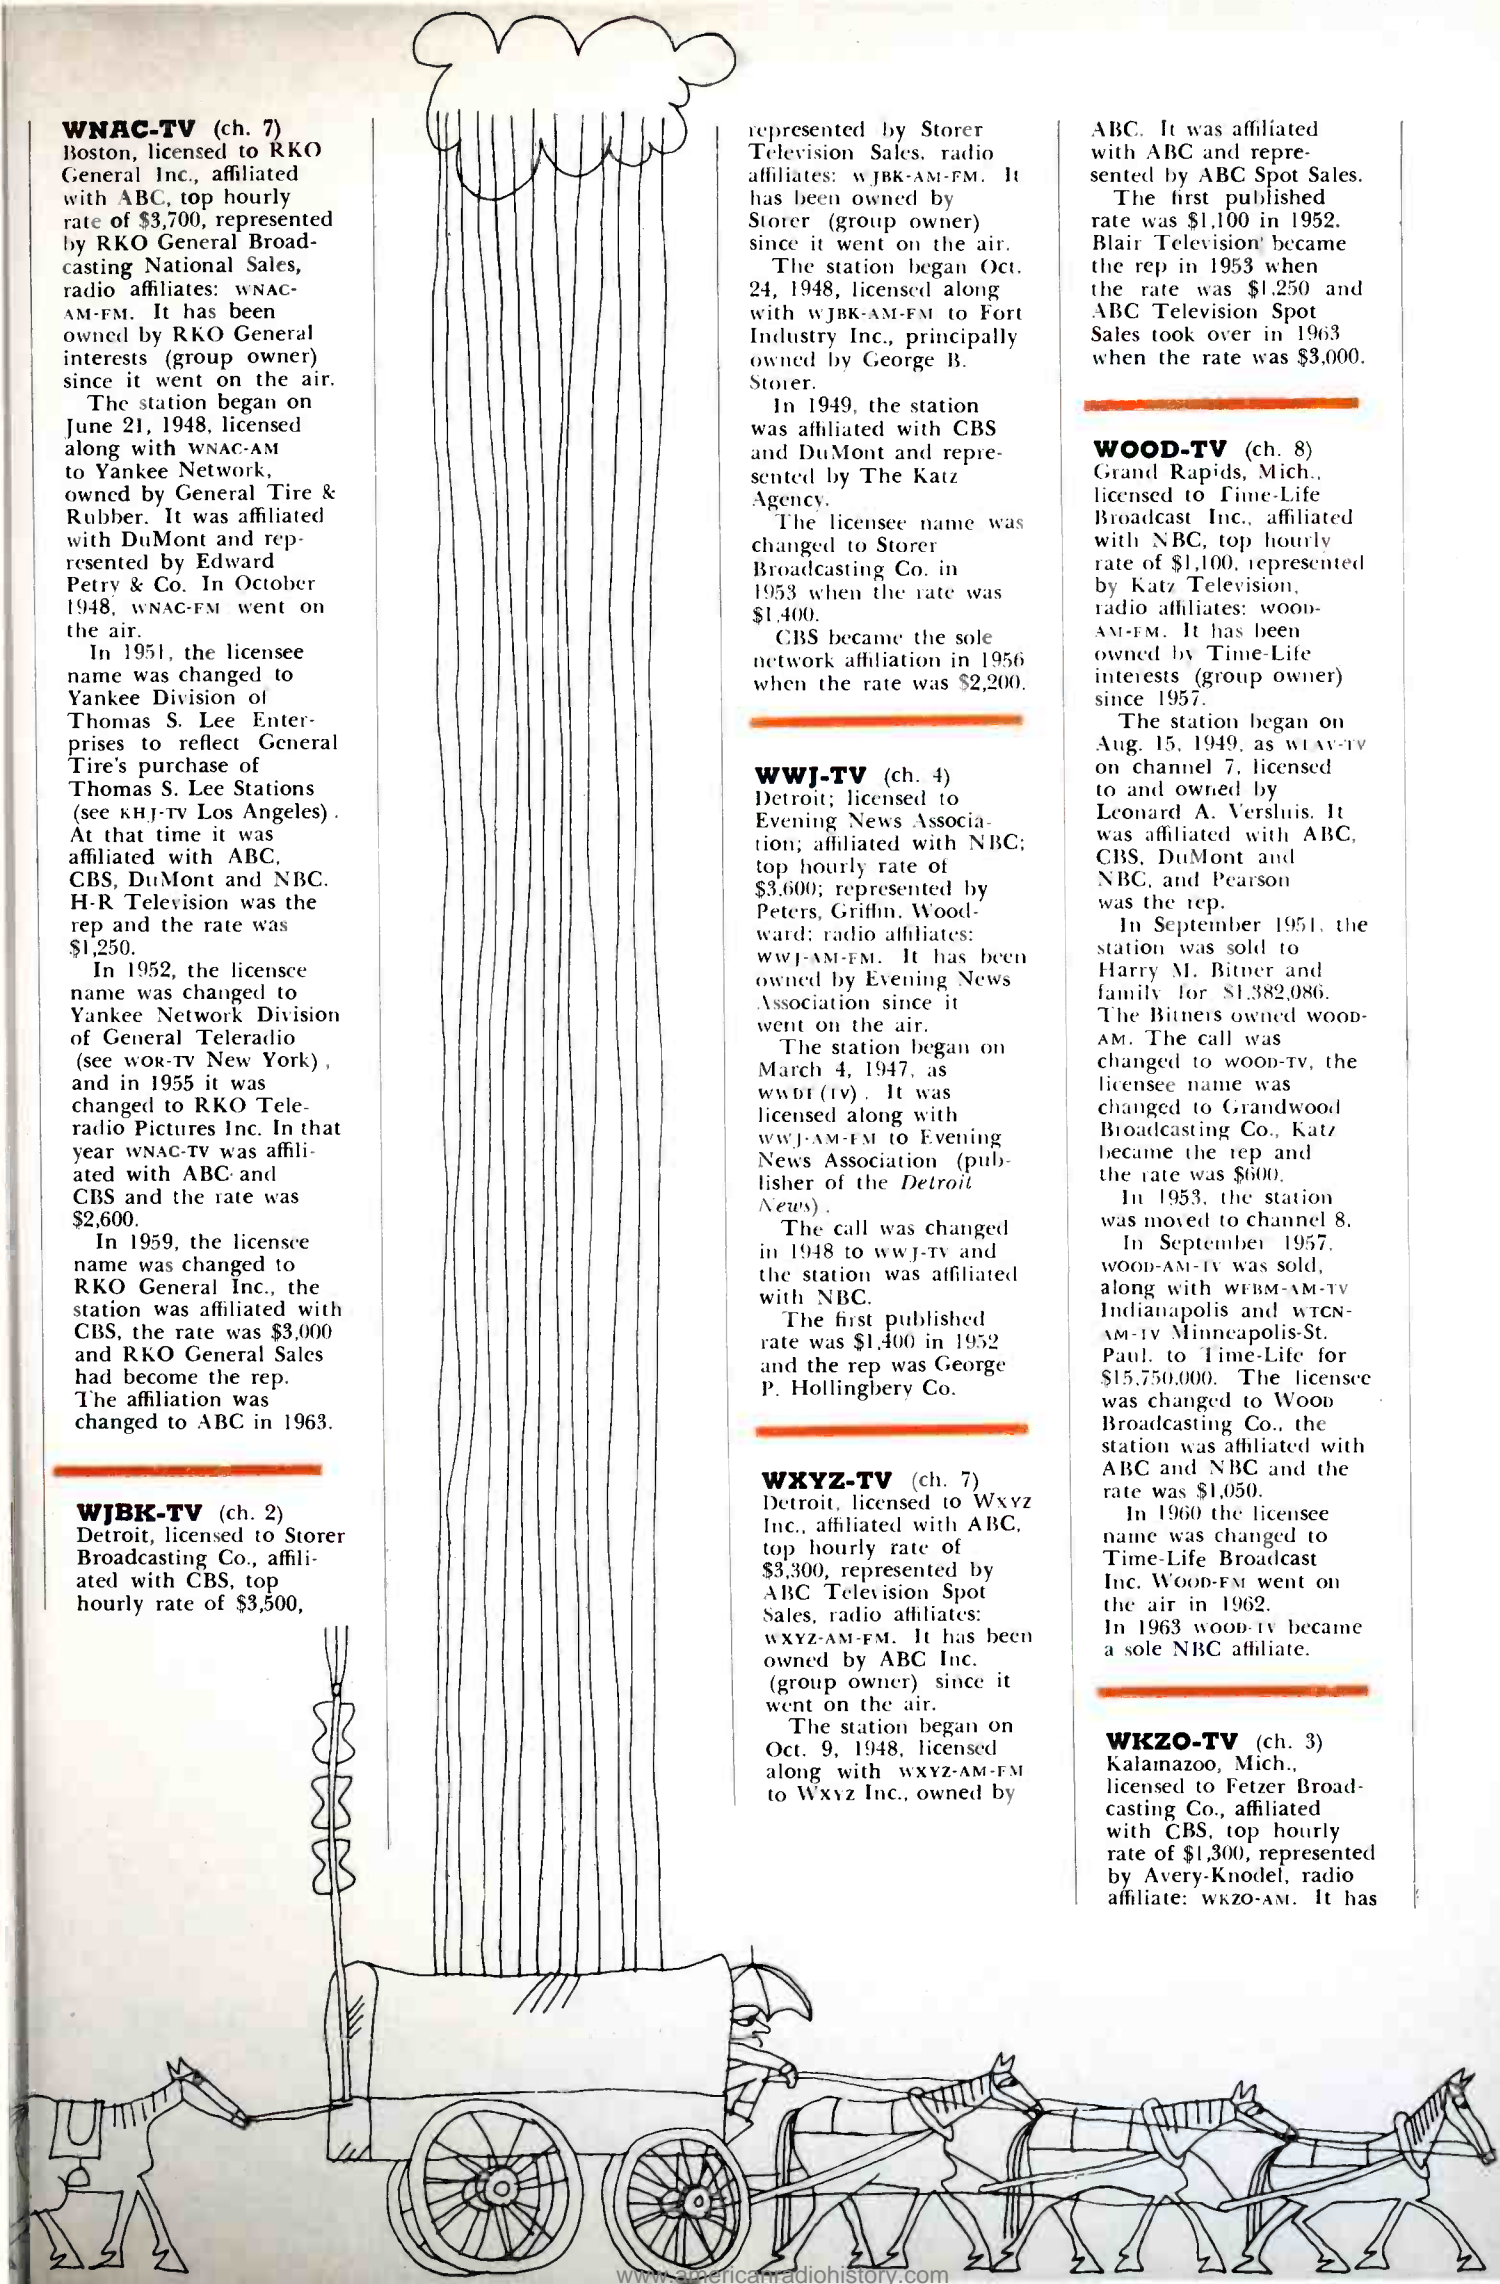 WNAC-TV (ch. 7)
Boston, licensed to RKO
General Inc., affiliated
with ABC, top hourly
rate of $3,700, represented
by RKO General Broad-
casting National Sales,
radio affiliates: WNAC-
AM-FM. It has been
owned by RKO General
interests (group owner)
since it went on the air.
The station began on
June 21, 1948, licensed
along with WNAC-AM
to Yankee Network,
owned by General Tire &
Rubber. It was affiliated
with DuMont and rep-
resented by Edward
Petry & Co. In October
1948, WNAC-FM went on
the air.
In 1951, the licensee
name was changed to
Yankee Division of
Thomas S. Lee Enter-
prises to reflect General
Tire's purchase of
Thomas S. Lee Stations
(see KHJ-TV Los Angeles).
At that time it was
affiliated with ABC,
CBS, DuMont and NBC.
H-R Television was the
rep and the rate was
$1,250.
In 1952, the licensee
name was changed to
Yankee Network Division
of General Teleradio
(see WOR-TV New York),
and in 1955 it was
changed to RKO Tele-
radio Pictures Inc. In that
year WNAC-TV was affili-
ated with ABC and
CBS and the rate was
$2,600.
In 1959, the licensee
name was changed to
RKO General Inc., the
station was affiliated with
CBS, the rate was $3,000
and RKO General Sales
had become the rep.
The affiliation was
changed to ABC in 1963.
WJBK-TV (ch. 2)
Detroit, licensed to Storer
Broadcasting Co., affili-
ated with CBS, top
hourly rate of $3,500,
represented by Storer
Television Sales, radio
affiliates: WJBK-AM-FM. It
has been owned by
Storer (group owner)
since it went on the air.
The station began Oct.
24, 1948, licensed along
with WJBK-AM-FM to Fort
Industry Inc., principally
owned by George B.
Storer.
In 1949, the station
was affiliated with CBS
and DuMont and repre-
sented by The Katz
Agency.
The licensee name was
changed to Storer
Broadcasting Co. in
1953 when the rate was
$1,400.
CBS became the sole
network affiliation in 1956
when the rate was $2,200.
WWJ-TV (ch. 4)
Detroit; licensed to
Evening News Associa-
tion; affiliated with NBC;
top hourly rate of
$3,600; represented by
Peters, Griffin, Wood-
ward; radio affiliates:
WWJ-AM-FM. It has been
owned by Evening News
Association since it
went on the air.
The station began on
March 4, 1947, as
WWDT (TV). It was
licensed along with
WWJ-AM-FM to Evening
News Association (pub-
lisher of the Detroit
News).
The call was changed
in 1948 to WWJ-TV and
the station was affiliated
with NBC.
The first published
rate was $1,400 in 1952
and the rep was George
P. Hollingbery Co.
WXYZ-TV (ch. 7)
Detroit, licensed to WXYZ
Inc., affiliated with ABC,
top hourly rate of
$3,300, represented by
ABC Television Spot
Sales, radio affiliates:
WXYZ-AM-FM. It has been
owned by ABC Inc.
(group owner) since it
went on the air.
The station began on
Oct. 9, 1948, licensed
along with WXYZ-AM-FM
to WXYZ Inc., owned by
ABC. It was affiliated
with ABC and repre-
sented by ABC Spot Sales.
The first published
rate was $1,100 in 1952.
Blair Television became
the rep in 1953 when
the rate was $1,250 and
ABC Television Spot
Sales took over in 1963
when the rate was $3,000.
WOOD-TV (ch. 8)
Grand Rapids, Mich.,
licensed to Time-Life
Broadcast Inc., affiliated
with NBC, top hourly
rate of $1,100, represented
by Katz Television,
radio affiliates: WOOD-
AM-FM. It has been
owned by Time-Life
interests (group owner)
since 1957.
The station began on
Aug. 15, 1949, as WLAV-TV
on channel 7, licensed
to and owned by
Leonard A. Versluis. It
was affiliated with ABC,
CBS, DuMont and
NBC, and Pearson
was the rep.
In September 1951, the
station was sold to
Harry M. Bitner and
family for $1,382,086.
The Bitners owned WOOD-
AM. The call was
changed to WOOD-TV, the
licensee name was
changed to Grandwood
Broadcasting Co., Katz
became the rep and
the rate was $600.
In 1953, the station
was moved to channel 8.
In September 1957,
WOOD-AM-TV was sold,
along with WFBM-AM-TV
Indianapolis and WTCN-
AM-TV Minneapolis-St.
Paul, to Time-Life for
$15,750,000. The licensee
was changed to WOOD
Broadcasting Co., the
station was affiliated with
ABC and NBC and the
rate was $1,050.
In 1960 the licensee
name was changed to
Time-Life Broadcast
Inc. WOOD-FM went on
the air in 1962.
In 1963 WOOD-TV became
a sole NBC affiliate.
WKZO-TV (ch. 3)
Kalamazoo, Mich.,
licensed to Fetzer Broad-
casting Co., affiliated
with CBS, top hourly
rate of $1,300, represented
by Avery-Knodel, radio
affiliate: WKZO-AM. It has
www.americanradiohistory.com